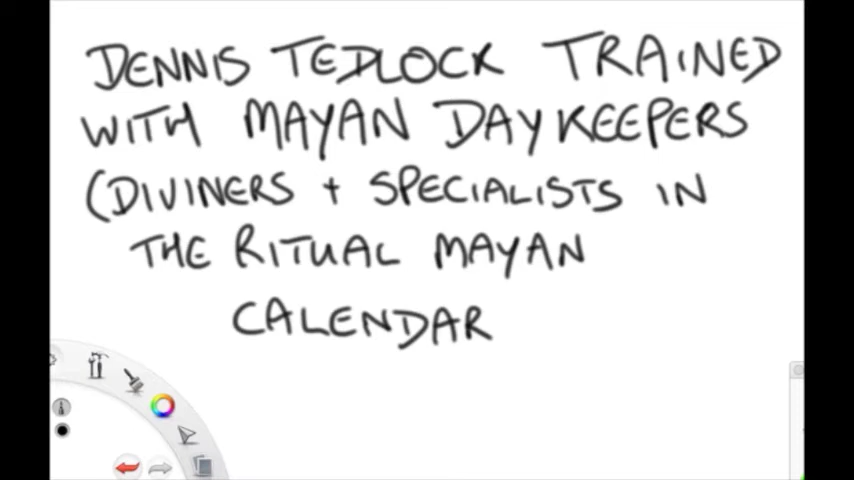 DENNIS TEDLOCK TRAINED
WITH MAYAN DAYKEEPERS
(DIVINERS + SPECIALISTS IN
THE RITUAL MAYAN
CALENDAR